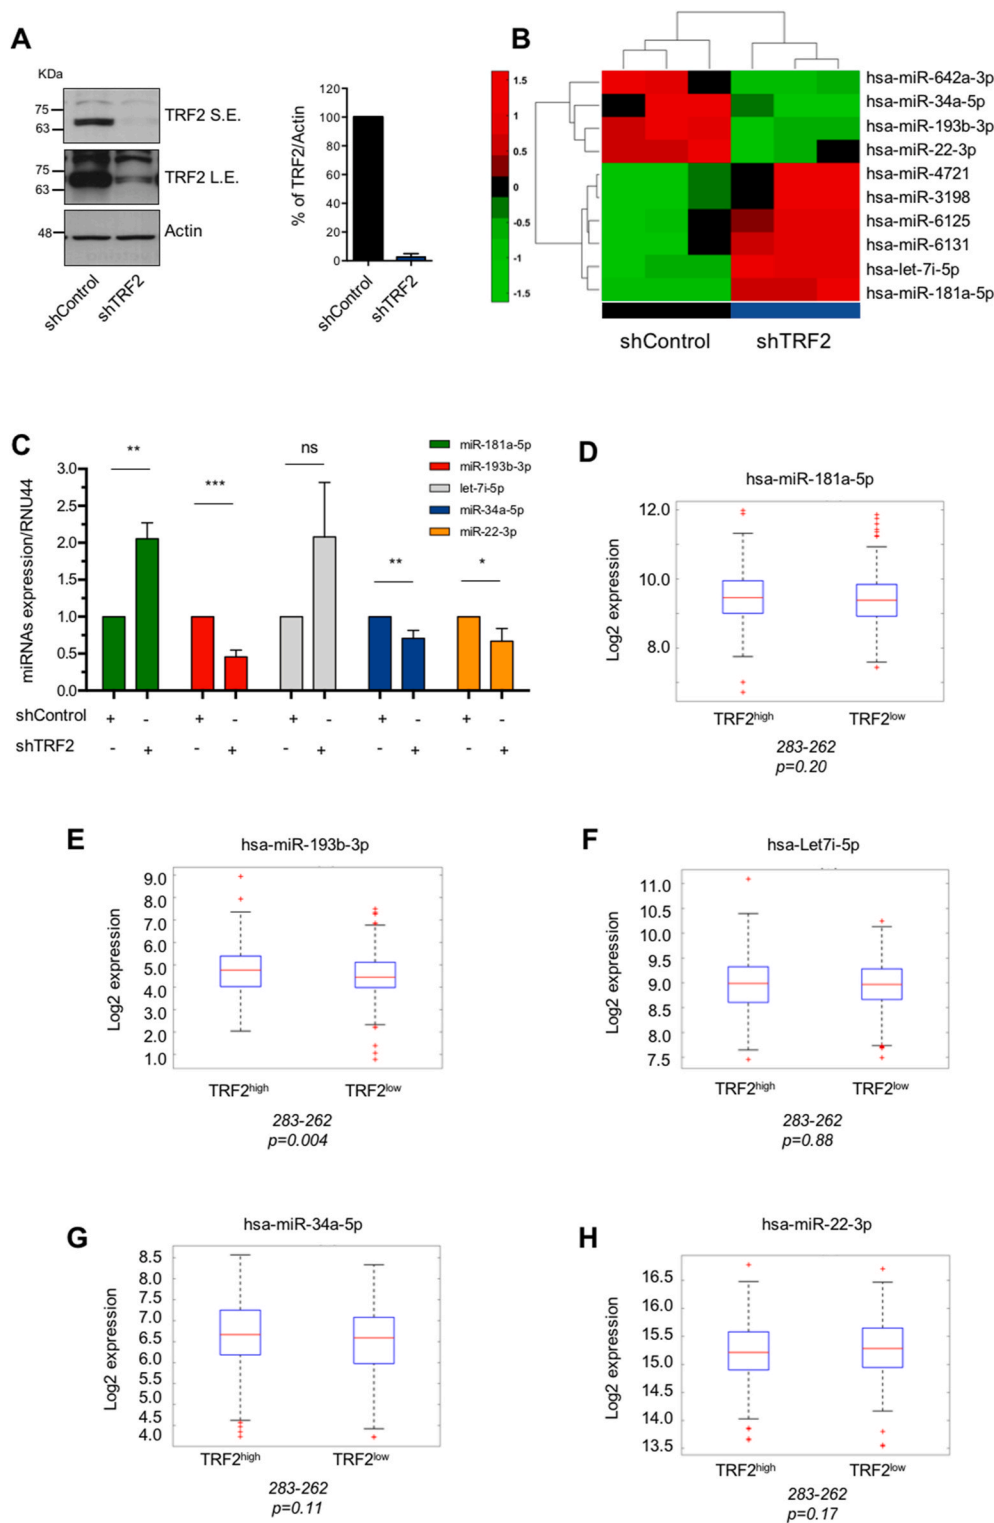 A
KDa
75
63
TRF2 S.E.
75
63
TRF2 L.E.
48
Actin
shControl
shTRF2
% of TRF2/Actin
120
100
80
60
40
20
0
shControl
shTRF2
B
1.5
1
0.5
0
-0.5
-1
-1.5
hsa-miR-642a-3p
hsa-miR-34a-5p
hsa-miR-193b-3p
hsa-miR-22-3p
hsa-miR-4721
hsa-miR-3198
hsa-miR-6125
hsa-miR-6131
hsa-let-7i-5p
hsa-miR-181a-5p
shControl
shTRF2
C
miRNAs expression/RNU44
3.0
2.5
2.0
1.5
1.0
0.5
0.0
**
***
ns
**
*
miR-181a-5p
miR-193b-3p
let-7i-5p
miR-34a-5p
miR-22-3p
shControl + - + - + - + - + -
shTRF2 - + - + - + - + - +
D
hsa-miR-181a-5p
Log2 expression
12.0
10.0
8.0
TRF2high
TRF2low
283-262
p=0.20
E
hsa-miR-193b-3p
Log2 expression
9.0
8.0
7.0
6.0
5.0
4.0
3.0
2.0
1.0
TRF2high
TRF2low
283-262
p=0.004
F
hsa-Let7i-5p
Log2 expression
11.0
10.5
10.0
9.5
9.0
8.5
8.0
7.5
TRF2high
TRF2low
283-262
p=0.88
G
hsa-miR-34a-5p
Log2 expression
8.5
8.0
7.5
7.0
6.5
6.0
5.5
5.0
4.5
4.0
TRF2high
TRF2low
283-262
p=0.11
H
hsa-miR-22-3p
Log2 expression
16.5
16.0
15.5
15.0
14.5
14.0
13.5
TRF2high
TRF2low
283-262
p=0.17